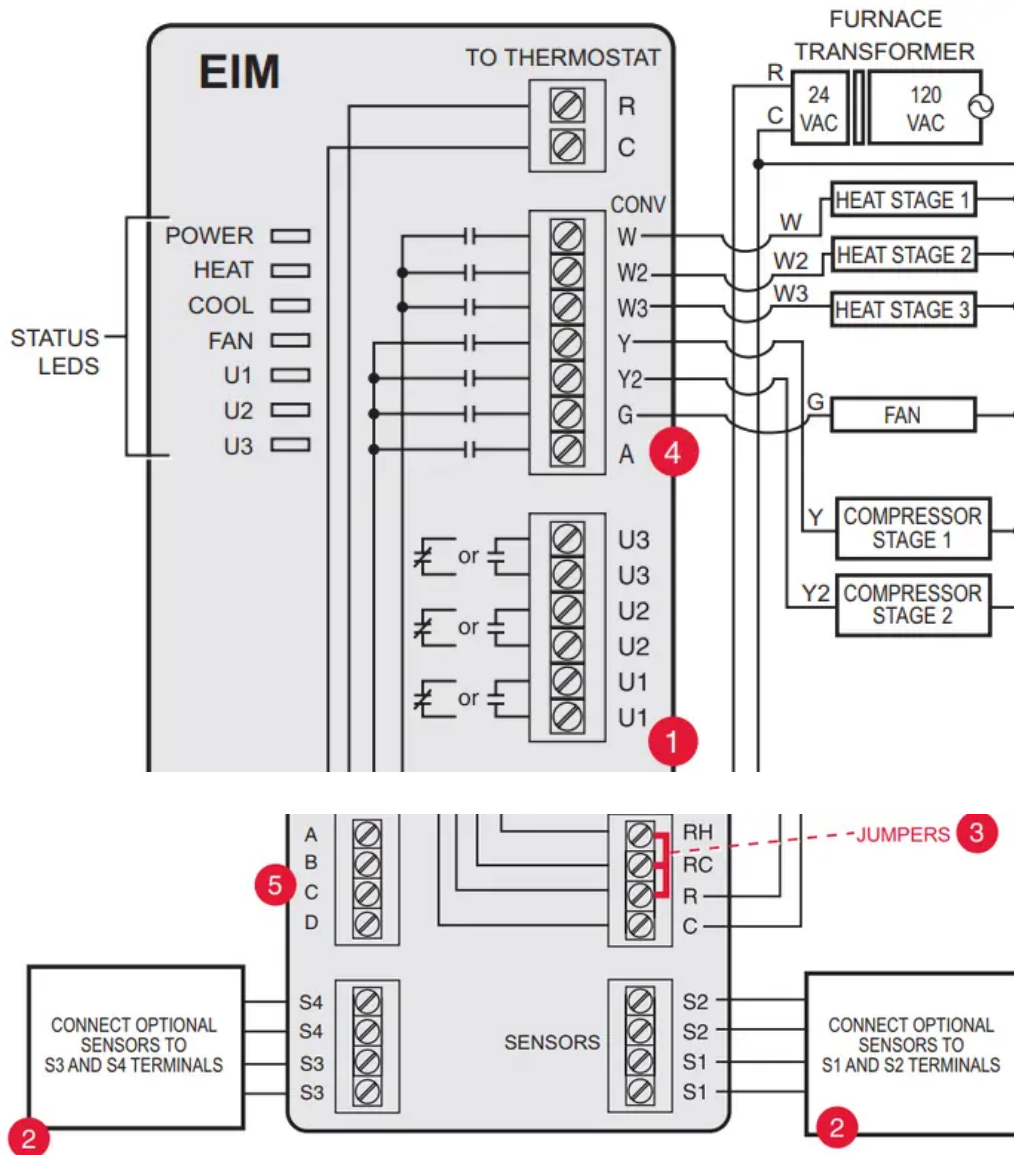 FURNACE
TRANSFORMER
EIM
TO THERMOSTAT
R
C
R
24
VAC
120
VAC
C
CONV
STATUS
LEDS
POWER
HEAT
COOL
FAN
U1
U2
U3
W
W2
W3
Y
Y2
G
A
4
W
HEAT STAGE 1
W2
HEAT STAGE 2
W3
HEAT STAGE 3
G
FAN
Y
COMPRESSOR
STAGE 1
Y2
COMPRESSOR
STAGE 2
or
U3
U3
or
U2
U2
or
U1
U1
1
A
B
C
D
5
RH
RC
R
C
JUMPERS
3
S4
S4
S3
S3
CONNECT OPTIONAL
SENSORS TO
S3 AND S4 TERMINALS
2
SENSORS
S2
S2
S1
S1
CONNECT OPTIONAL
SENSORS TO
S1 AND S2 TERMINALS
2